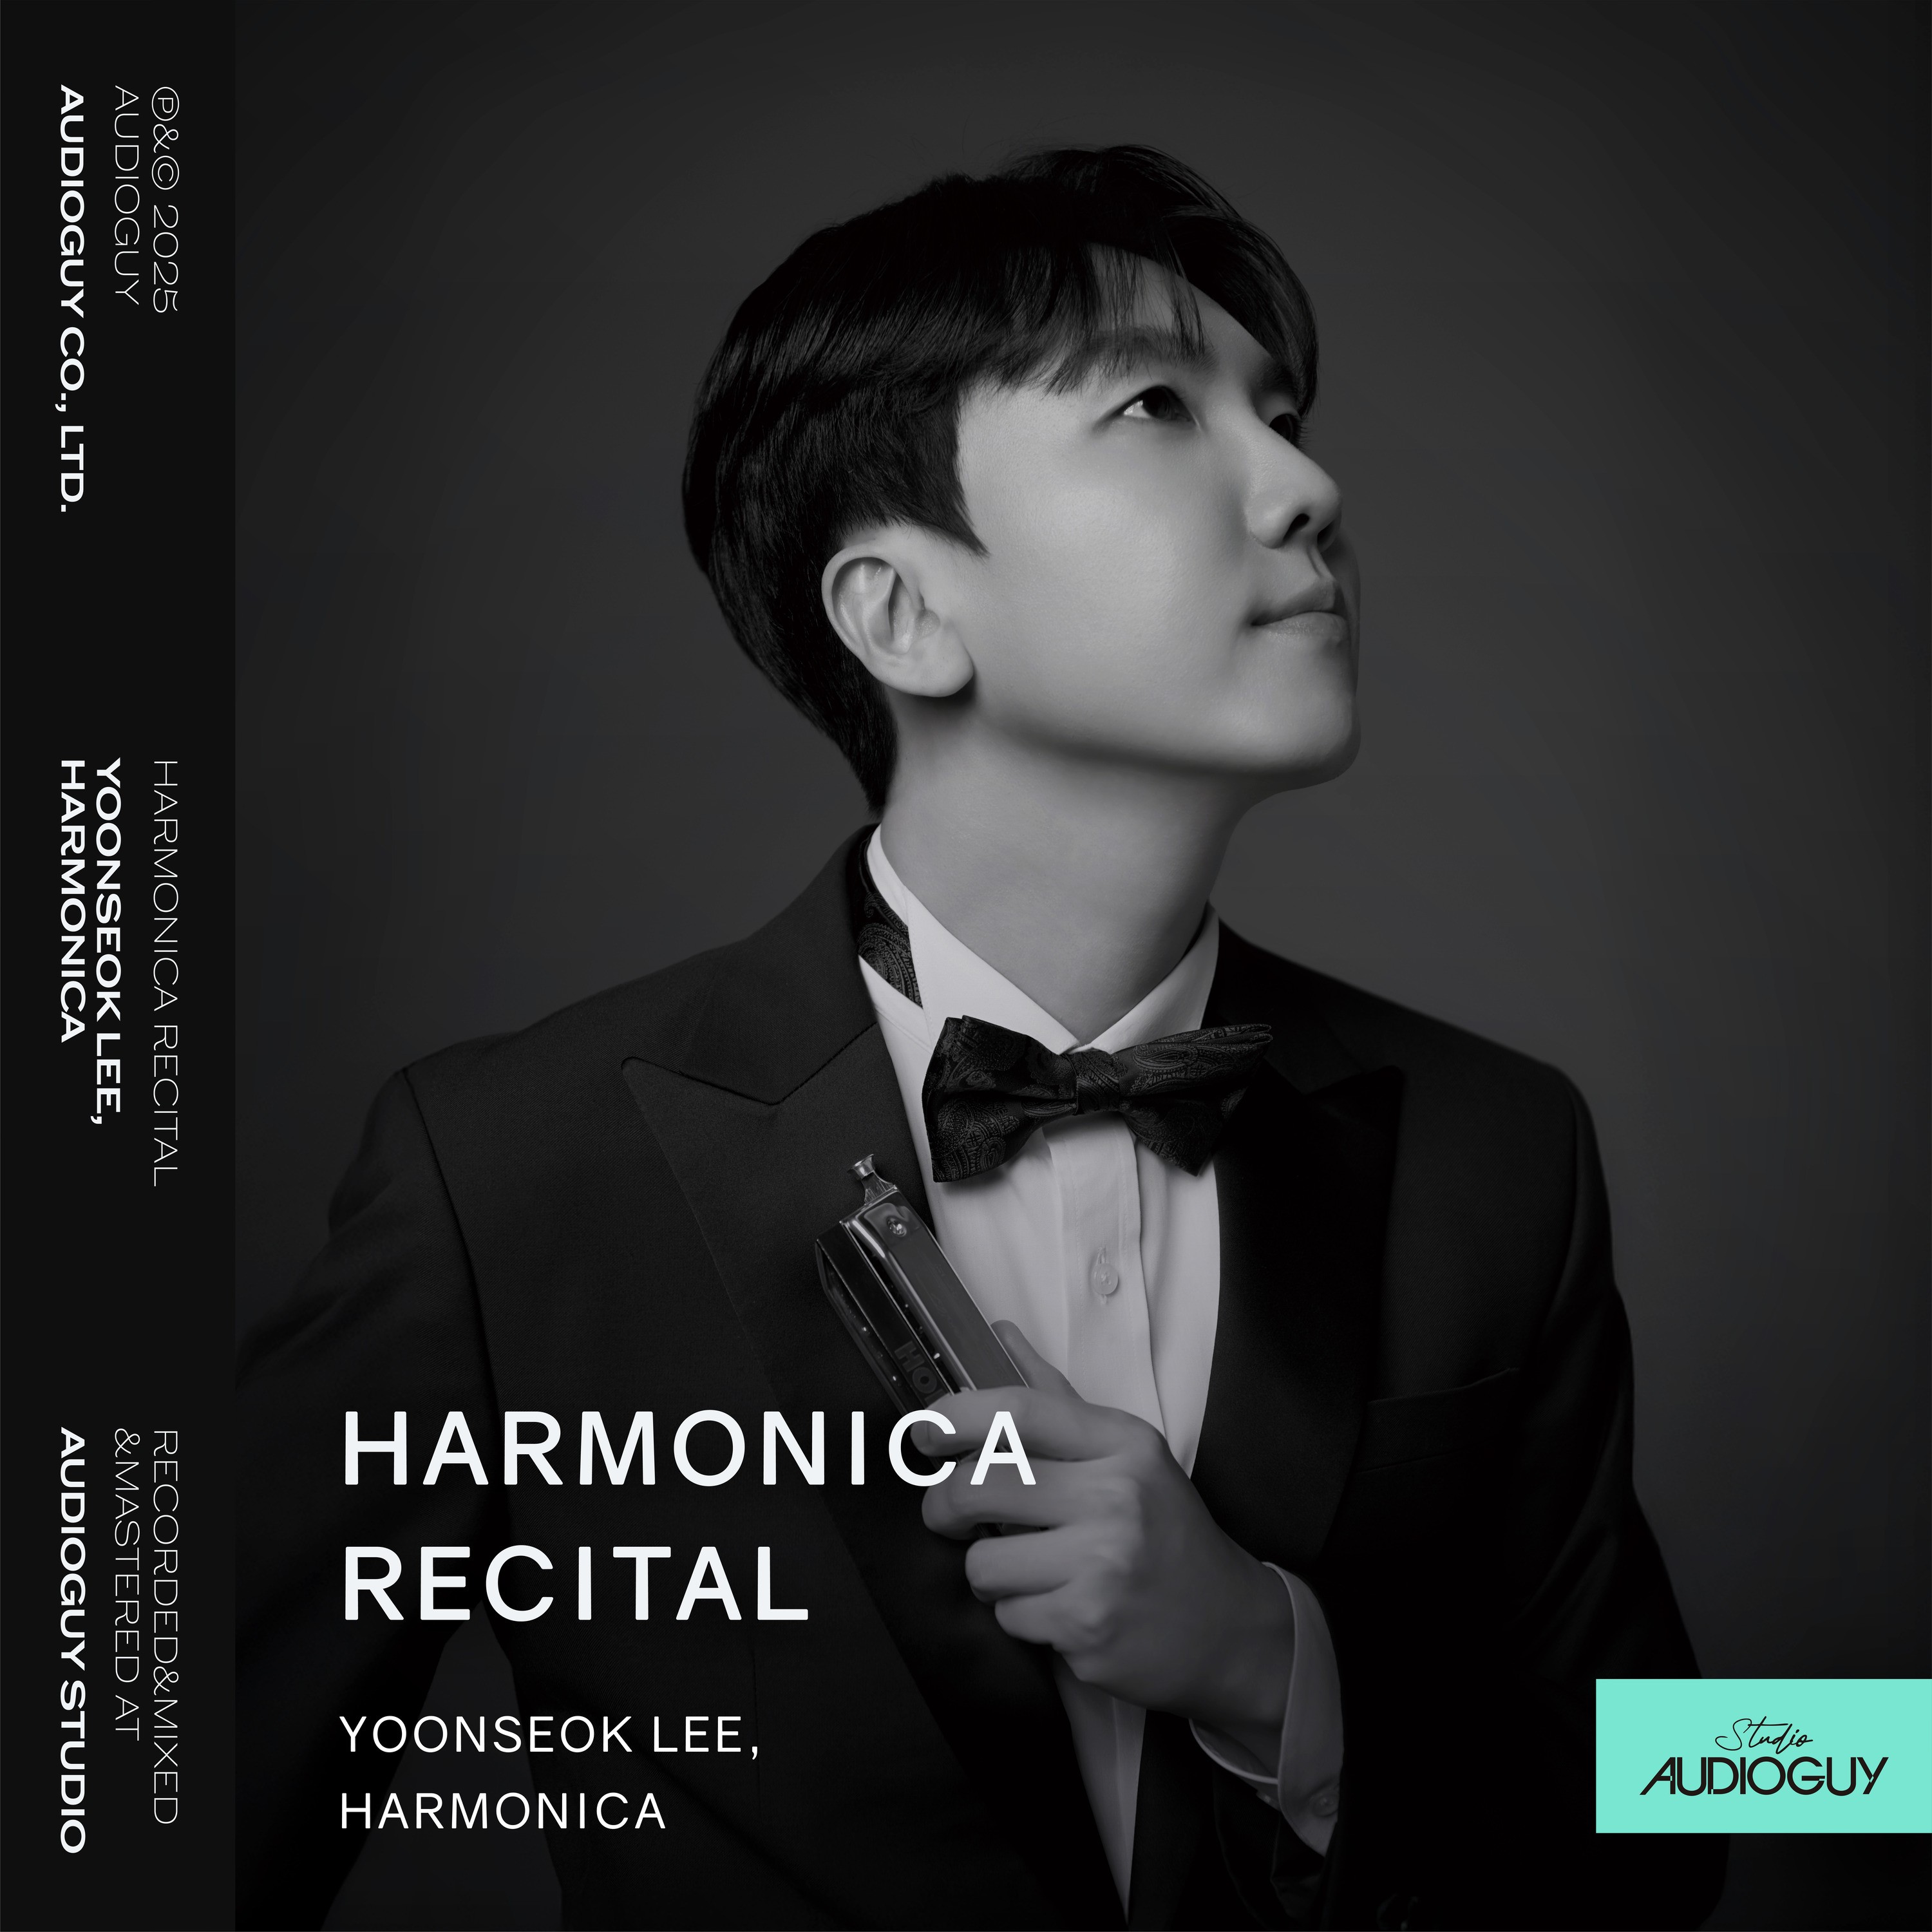 ℗&© 2025
AUDIOGUY
AUDIOGUY CO., LTD.
HARMONICA RECITAL
YOONSEOK LEE,
HARMONICA
RECORDED&MIXED
&MASTERED AT
AUDIOGUY STUDIO
HO
HARMONICA
RECITAL
YOONSEOK LEE,
HARMONICA
Studio
AUDIOGUY